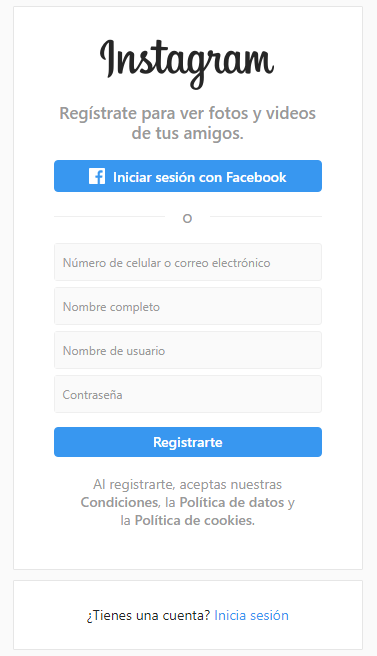 Instagram
Regístrate para ver fotos y videos
de tus amigos.
Iniciar sesión con Facebook
O
Número de celular o correo electrónico
Nombre completo
Nombre de usuario
Contraseña
Registrarte
Al registrarte, aceptas nuestras
Condiciones, la Política de datos y
la Política de cookies.
¿Tienes una cuenta? Inicia sesión